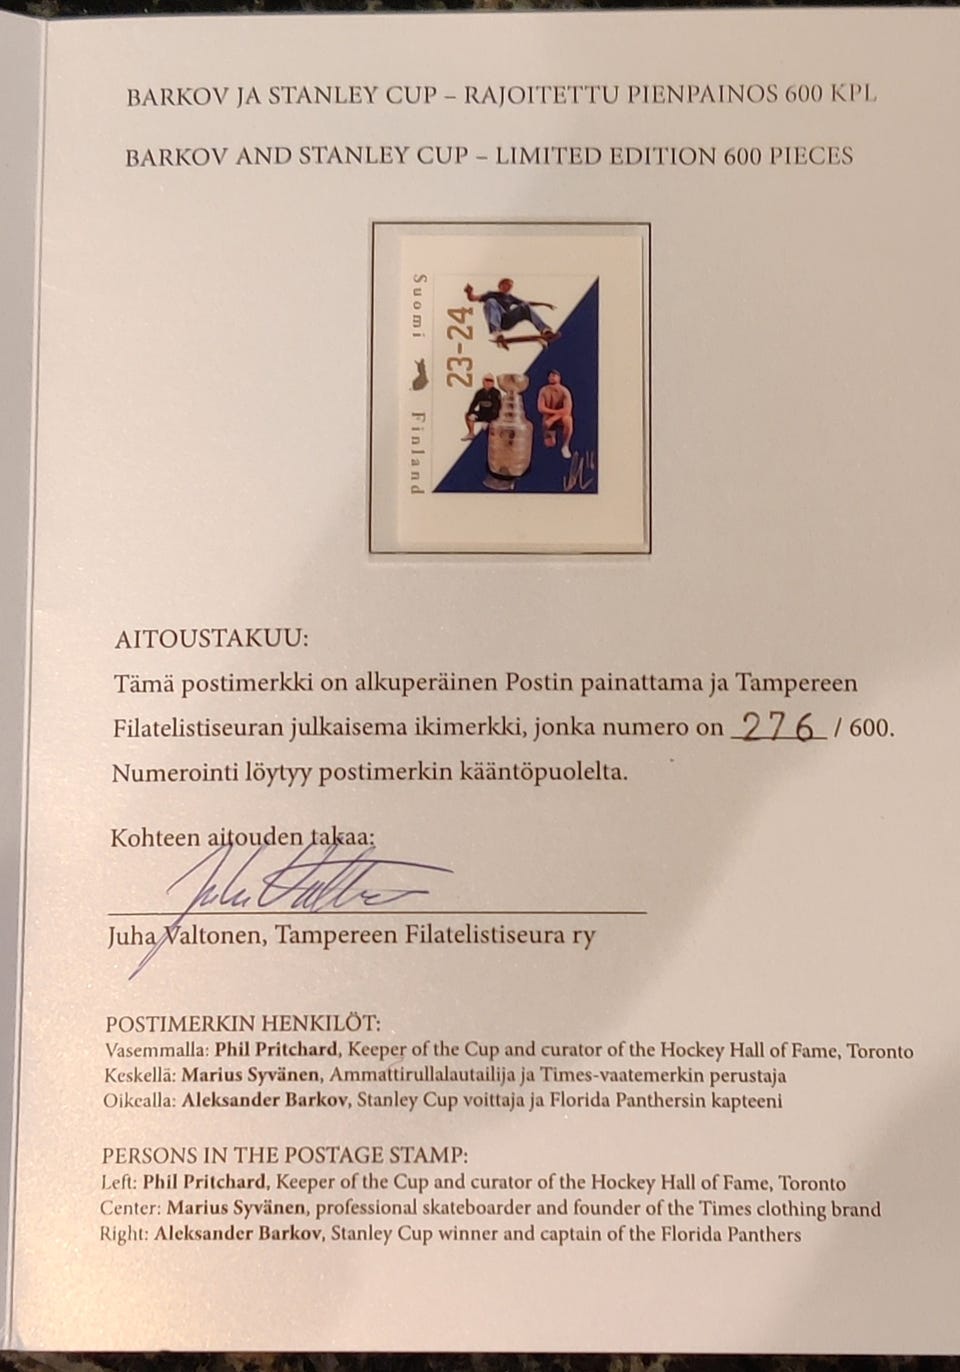 BARKOV JA STANLEY CUP – RAJOITETTU PIENPAINOS 600 KPL
BARKOV AND STANLEY CUP – LIMITED EDITION 600 PIECES
Suomi Finland
23-24
AITOUSTAKUU:
Tämä postimerkki on alkuperäinen Postin painattama ja Tampereen
Filatelistiseuran julkaisema ikimerkki, jonka numero on 276 / 600.
Numerointi löytyy postimerkin kääntöpuolelta.
Kohteen aitouden takaa:
Juha Valtonen, Tampereen Filatelistiseura ry
POSTIMERKIN HENKILÖT:
Vasemmalla: Phil Pritchard, Keeper of the Cup and curator of the Hockey Hall of Fame, Toronto
Keskellä: Marius Syvänen, Ammattirullalautailija ja Times-vaatemerkin perustaja
Oikealla: Aleksander Barkov, Stanley Cup voittaja ja Florida Panthersin kapteeni
PERSONS IN THE POSTAGE STAMP:
Left: Phil Pritchard, Keeper of the Cup and curator of the Hockey Hall of Fame, Toronto
Center: Marius Syvänen, professional skateboarder and founder of the Times clothing brand
Right: Aleksander Barkov, Stanley Cup winner and captain of the Florida Panthers